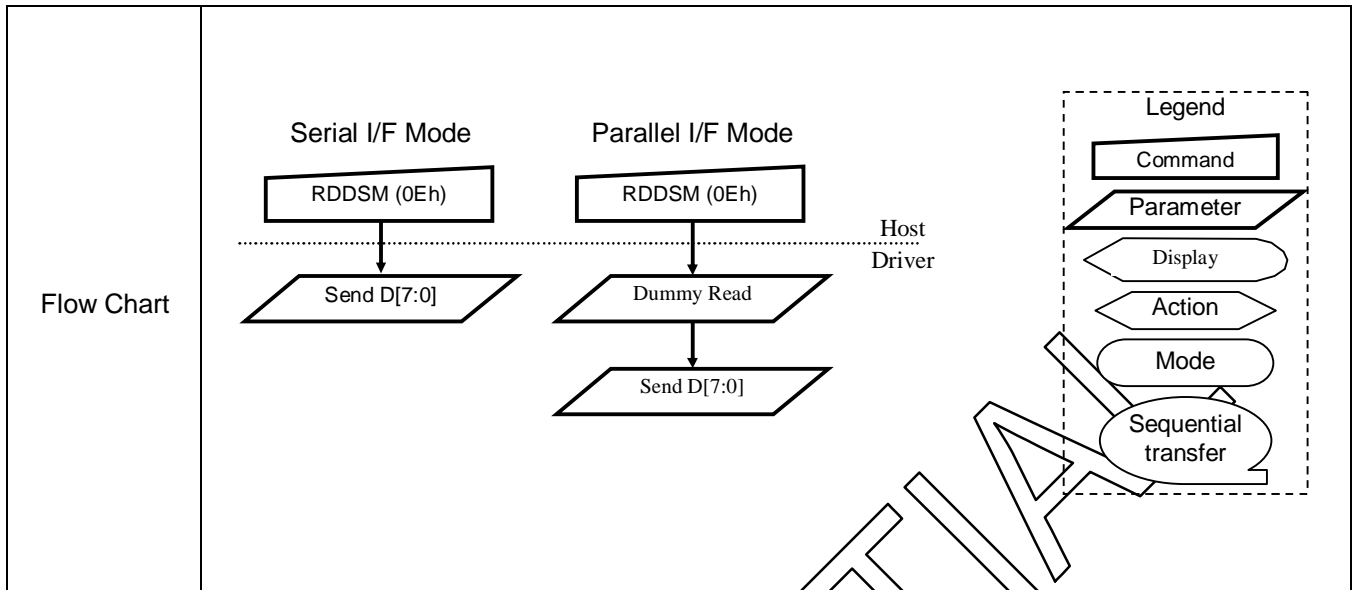 Flow Chart
Serial I/F Mode
RDDSM (0Eh)
Send D[7:0]
Parallel I/F Mode
RDDSM (0Eh)
Dummy Read
Send D[7:0]
Host
Driver
Legend
Command
Parameter
Display
Action
Mode
Sequential
transfer